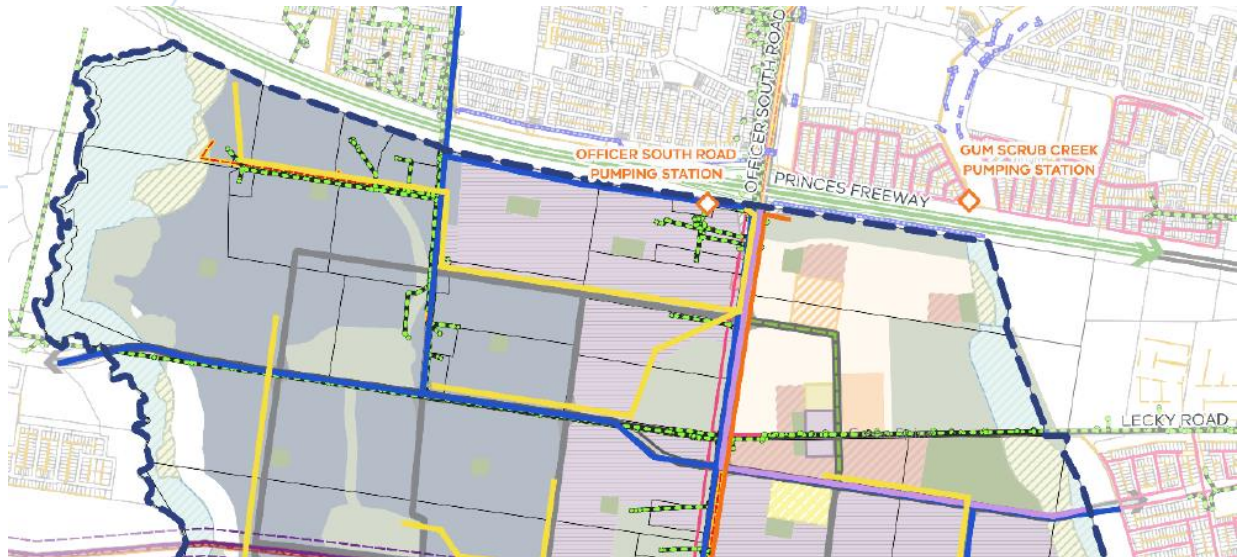 OFFICER SOUTH ROAD
OFFICER SOUTH ROAD
PUMPING STATION
GUM SCRUB CREEK
PUMPING STATION
PRINCES FREEWAY
LECKY ROAD